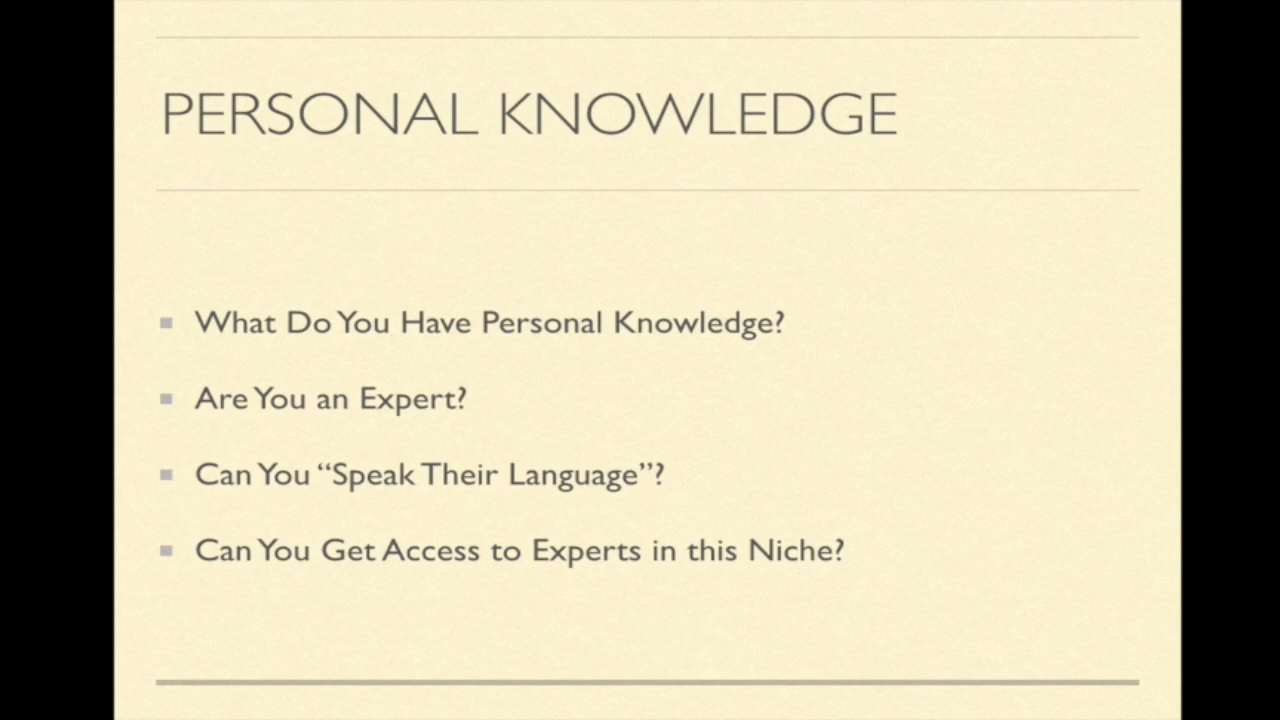 PERSONAL KNOWLEDGE
What Do You Have Personal Knowledge?
Are You an Expert?
Can You “Speak Their Language”?
Can You Get Access to Experts in this Niche?